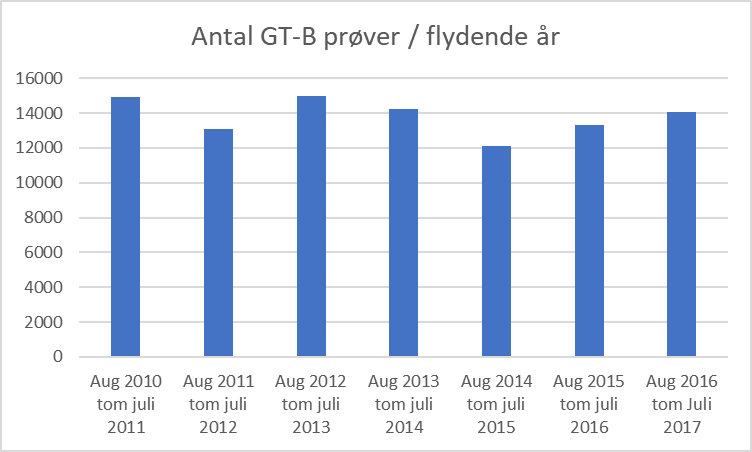 Antal GT-B prøver / flydende år
16000
14000
12000
10000
8000
6000
4000
2000
0
Aug 2010
tom juli
2011
Aug 2011
tom juli
2012
Aug 2012
tom juli
2013
Aug 2013
tom juli
2014
Aug 2014
tom juli
2015
Aug 2015
tom juli
2016
Aug 2016
tom Juli
2017